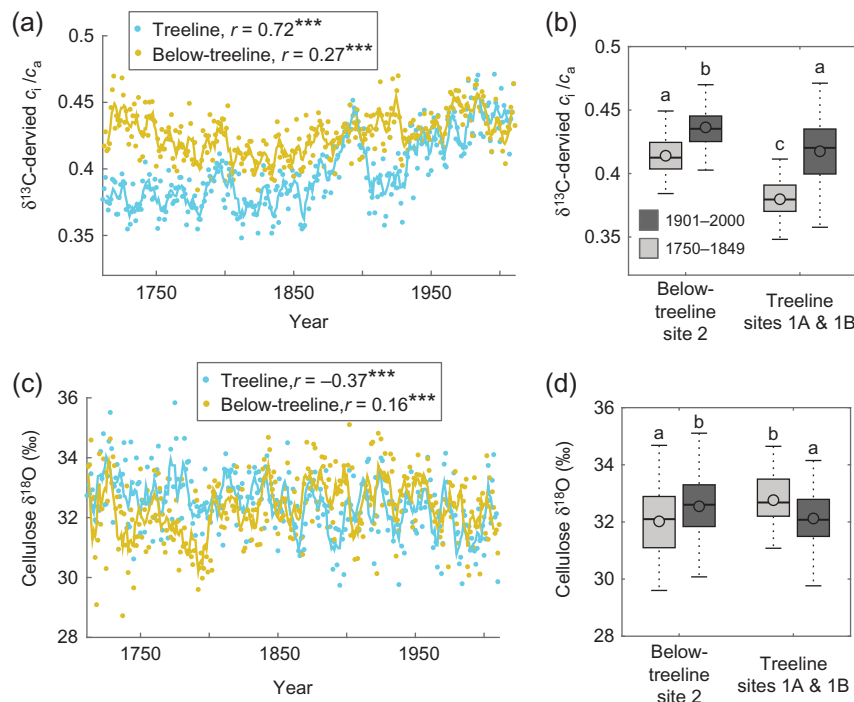 (a)
Treeline, r = 0.72***
Below-treeline, r = 0.27***
δ13C-dervied ci /ca
0.5
0.45
0.4
0.35
1750
1850
1950
Year
(b)
δ13C-dervied ci /ca
0.5
0.45
0.4
0.35
a
b
c
a
1901–2000
1750–1849
Below-
treeline
site 2
Treeline
sites 1A & 1B
(c)
Treeline,r = –0.37***
Below-treeline,r = 0.16***
Cellulose δ18O (‰)
36
34
32
30
28
1750
1850
1950
Year
(d)
Cellulose δ18O (‰)
36
34
32
30
28
a
b
b
a
Below-
treeline
site 2
Treeline
sites 1A & 1B